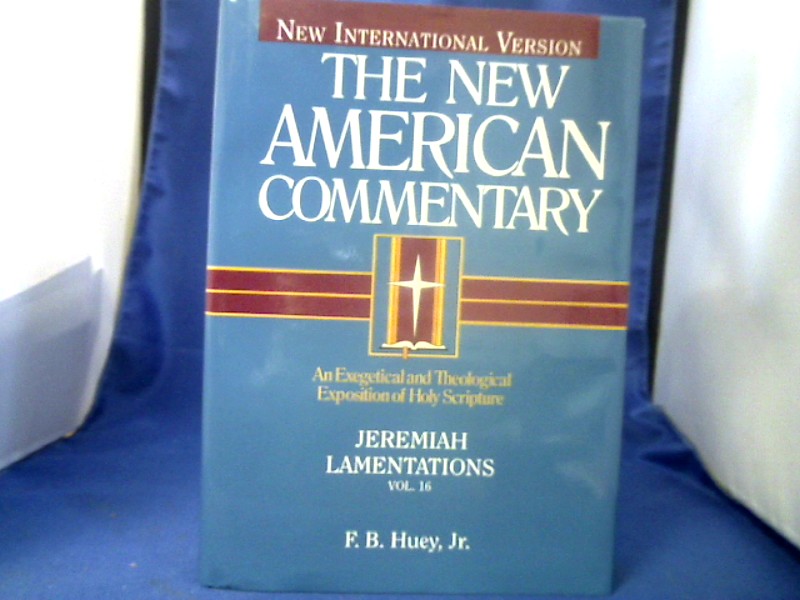 NEW INTERNATIONAL VERSION
THE NEW
AMERICAN
COMMENTARY
An Exegetical and Theological
Exposition of Holy Scripture
JEREMIAH
LAMENTATIONS
VOL. 16
F. B. Huey, Jr.